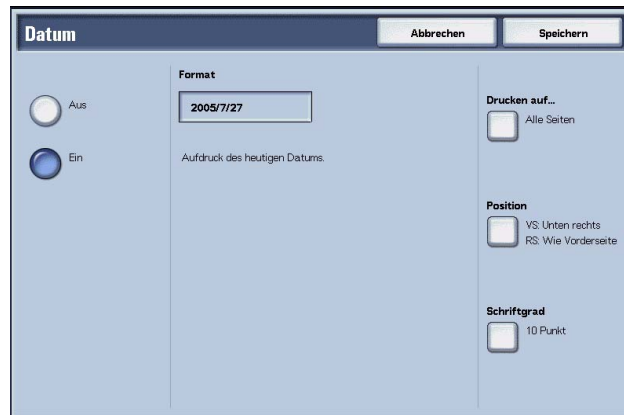 Datum
Abbrechen
Speichern
Aus
Ein
Format
2005/7/27
Aufdruck des heutigen Datums.
Drucken auf...
Alle Seiten
Position
VS: Unten rechts
RS: Wie Vorderseite
Schriftgrad
10 Punkt